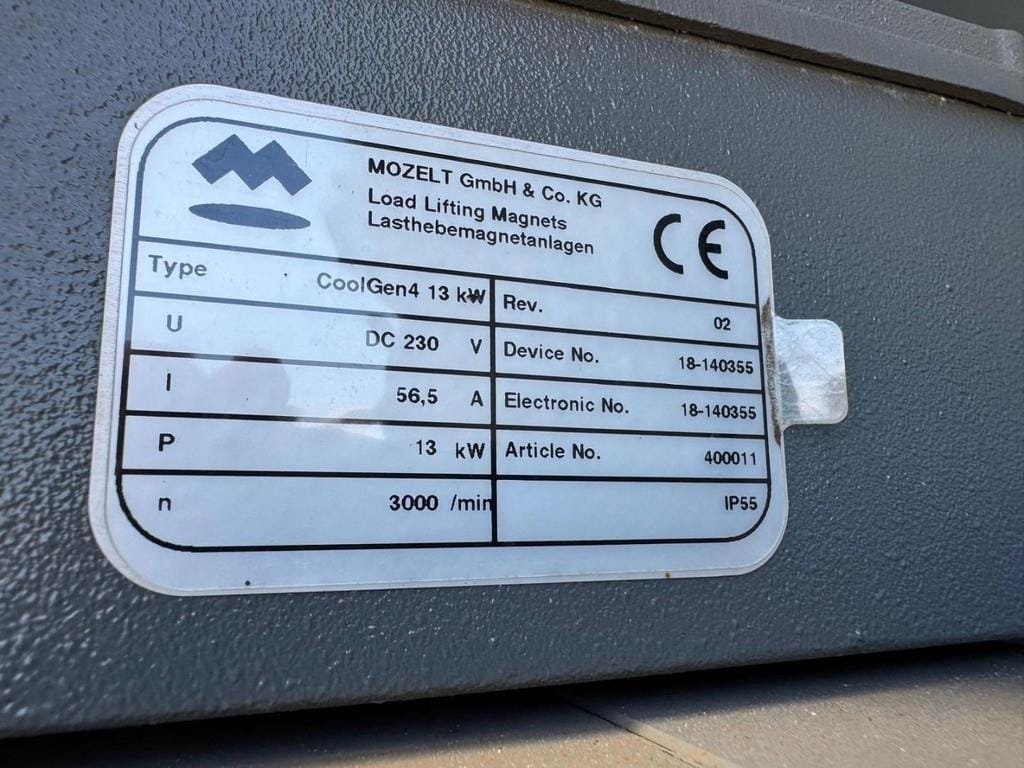 MOZELT GmbH & Co. KG
Load Lifting Magnets
Lasthebemagnetanlagen
CE
Type CoolGen4 13 kW Rev. 02
U DC 230 V Device No. 18-140355
I 56,5 A Electronic No. 18-140355
P 13 kW Article No. 400011
n 3000 /min IP55